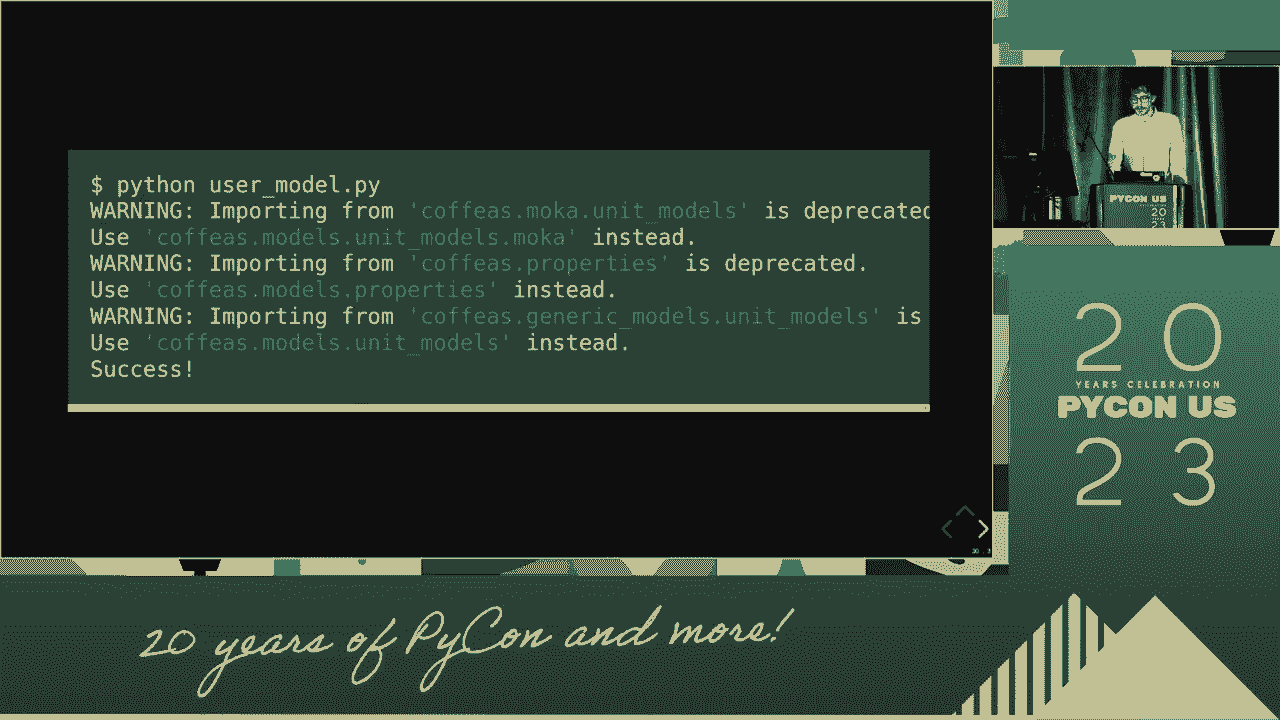 $ python user_model.py
WARNING: Importing from 'coffeas.moka.unit_models' is deprecated
Use 'coffeas.models.unit_models.moka' instead.
WARNING: Importing from 'coffeas.properties' is deprecated.
Use 'coffeas.models.properties' instead.
WARNING: Importing from 'coffeas.generic_models.unit_models' is
Use 'coffeas.models.unit_models' instead.
Success!
PYCON US
20
23
20
YEARS CELEBRATION
PYCON US
23
20 years of PyCon and more!